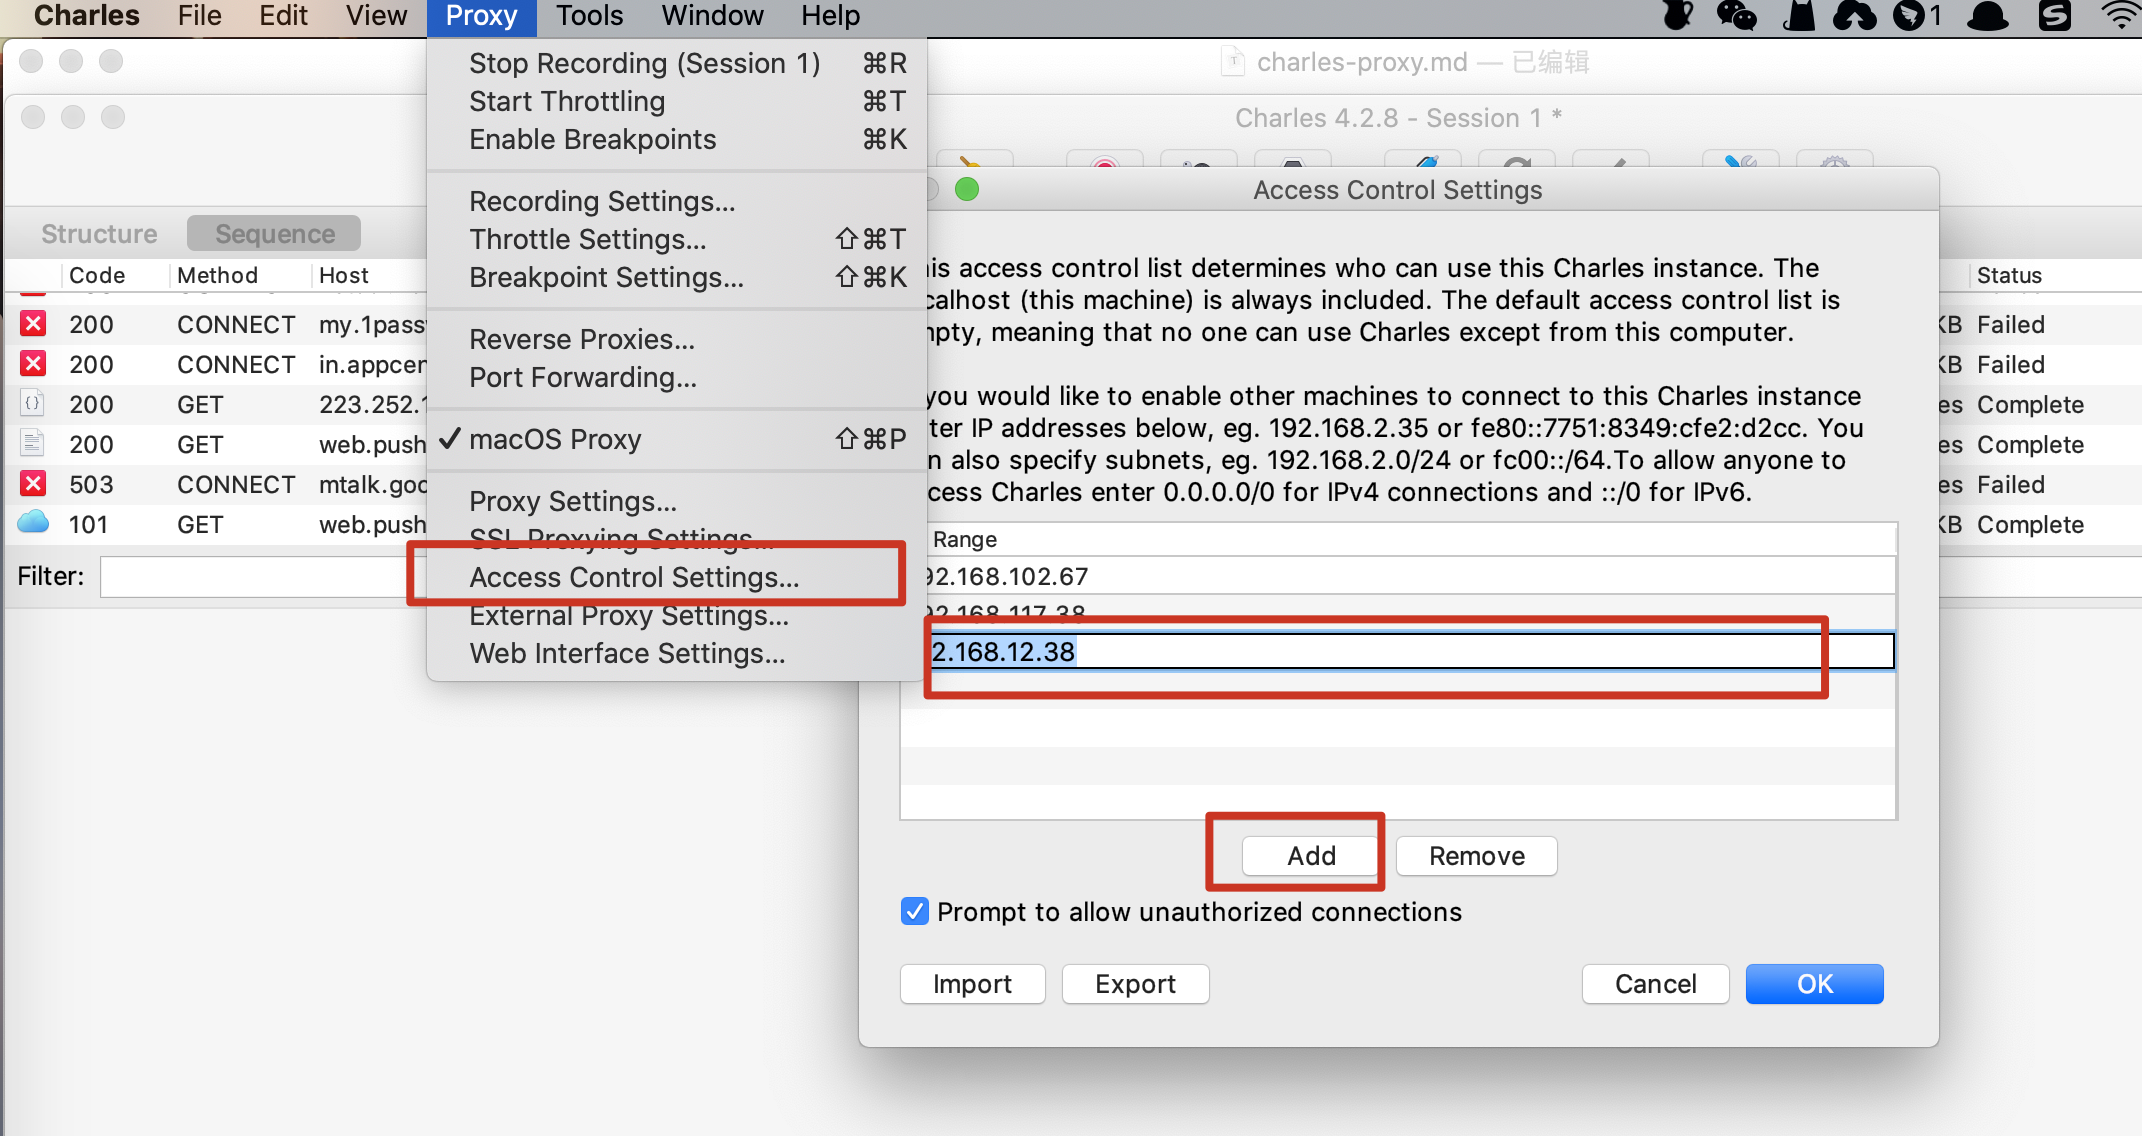 Charles File Edit View Proxy Tools Window Help 1
charles-proxy.md — 已编辑
Charles 4.2.8 - Session 1 *
Stop Recording (Session 1) ⌘R
Start Throttling ⌘T
Enable Breakpoints ⌘K
Recording Settings...
Throttle Settings... ⇧⌘T
Breakpoint Settings... ⇧⌘K
Reverse Proxies...
Port Forwarding...
✓ macOS Proxy ⇧⌘P
Proxy Settings...
SSL Proxying Settings...
Access Control Settings...
External Proxy Settings...
Web Interface Settings...
Structure Sequence
Code Method Host Status
200 CONNECT my.1pass KB Failed
200 CONNECT in.appcen KB Failed
200 GET 223.252.1 es Complete
200 GET web.push es Complete
503 CONNECT mtalk.goo es Failed
101 GET web.push KB Complete
Filter:
Access Control Settings
is access control list determines who can use this Charles instance. The
calhost (this machine) is always included. The default access control list is
mpty, meaning that no one can use Charles except from this computer.
you would like to enable other machines to connect to this Charles instance
ter IP addresses below, eg. 192.168.2.35 or fe80::7751:8349:cfe2:d2cc. You
n also specify subnets, eg. 192.168.2.0/24 or fc00::/64.To allow anyone to
cess Charles enter 0.0.0.0/0 for IPv4 connections and ::/0 for IPv6.
Range
92.168.102.67
92.168.117.38
2.168.12.38
Add Remove
Prompt to allow unauthorized connections
Import Export Cancel OK